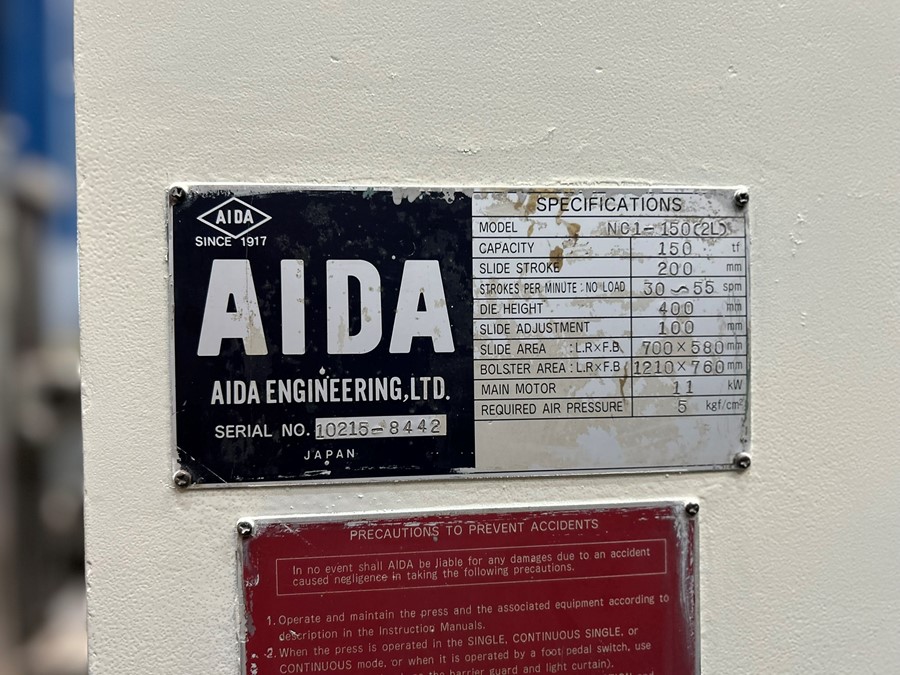 AIDA
SINCE 1917
AIDA
AIDA ENGINEERING,LTD.
SERIAL NO. 10215-8442
JAPAN
SPECIFICATIONS
MODEL NC1-150(2L)
CAPACITY 150 tf
SLIDE STROKE 200 mm
STROKES PER MINUTE : NO LOAD 30~55 spm
DIE HEIGHT 400 mm
SLIDE ADJUSTMENT 100 mm
SLIDE AREA : L.R×F.B. 700×580 mm
BOLSTER AREA : L.R×F.B. 1210×760 mm
MAIN MOTOR 11 kW
REQUIRED AIR PRESSURE 5 kgf/cm²
PRECAUTIONS TO PREVENT ACCIDENTS
In no event shall AIDA be liable for any damages due to an accident
caused negligence in taking the following precautions.
1. Operate and maintain the press and the associated equipment according to
description in the Instruction Manuals.
2. When the press is operated in the SINGLE, CONTINUOUS SINGLE, or
CONTINUOUS mode, or when it is operated by a foot pedal switch, use
the barrier guard and light curtain).